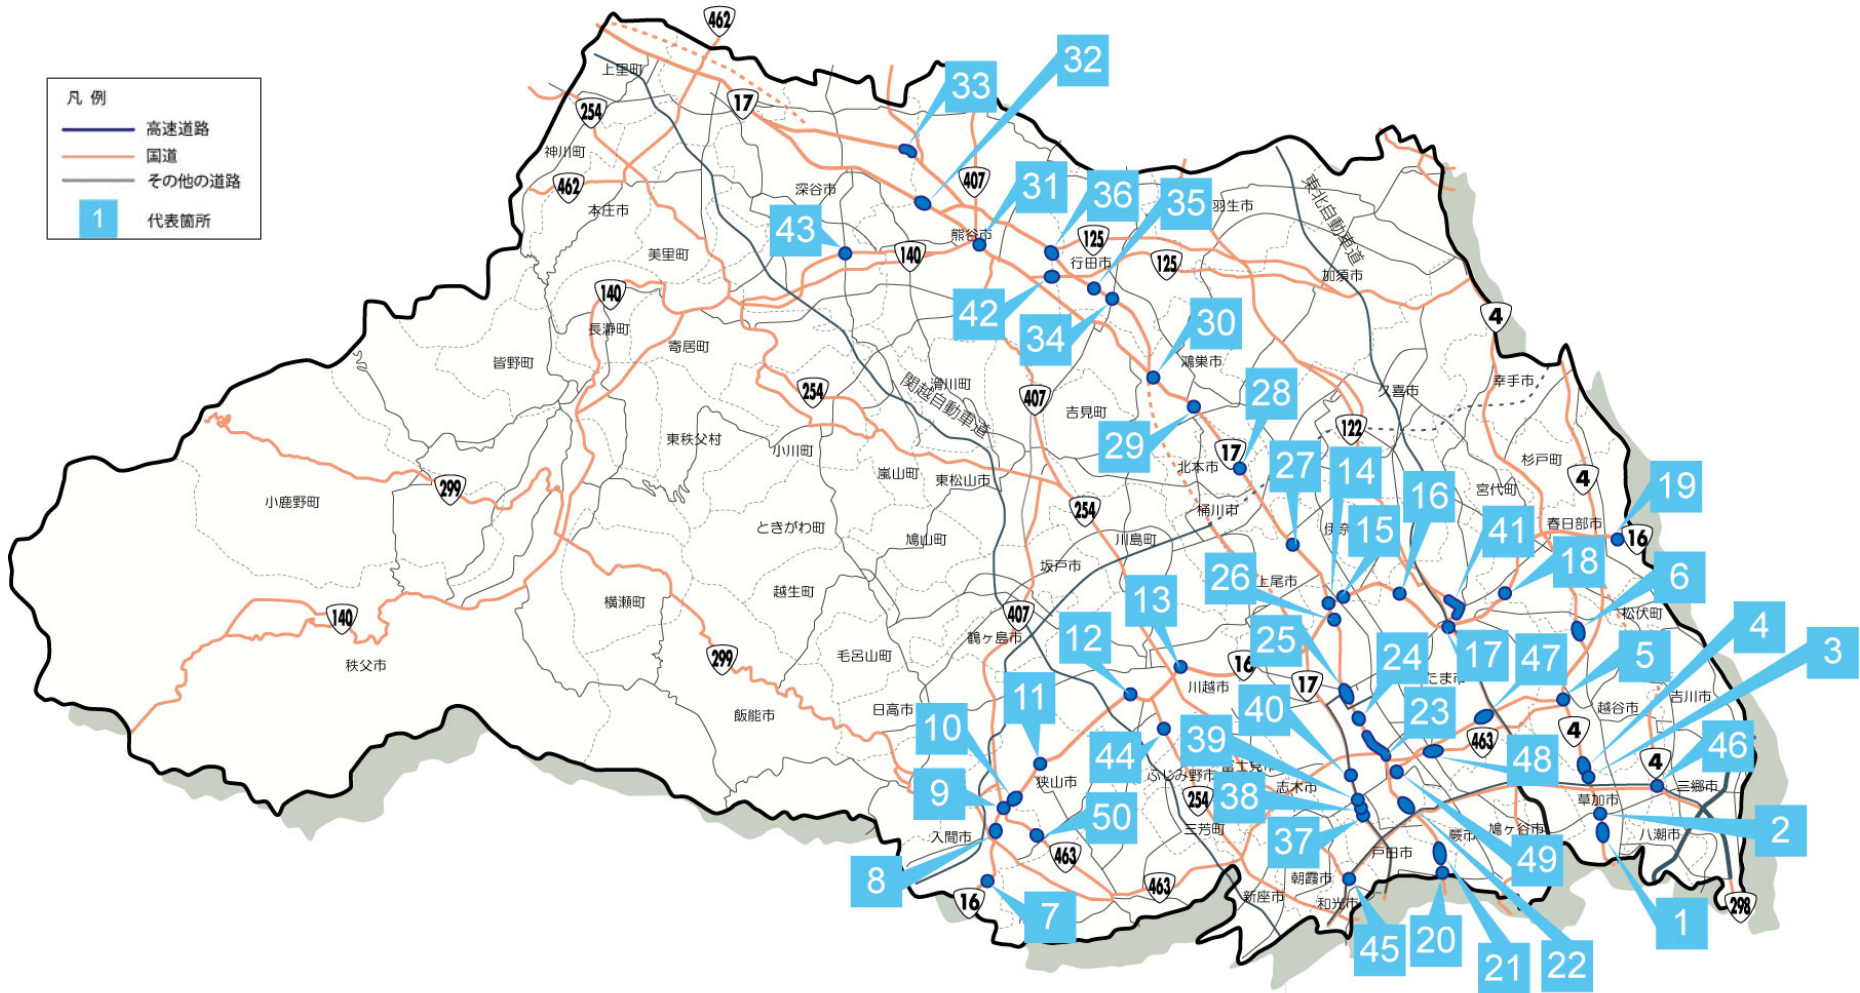 凡 例
高速道路
国道
その他の道路
1
代表箇所
462
32
上里町
33
17
254
神川町
407
深谷市
31
36
35
462
羽生市
東北自動車道
本庄市
43
熊谷市
125
140
行田市
125
美里町
加須市
140
42
34
30
4
長瀞町
寄居町
鴻巣市
皆野町
幸手市
滑川町
久喜市
254
関越自動車道
407
吉見町
28
122
29
17
27
14
東秩父村
小川町
北本市
杉戸町
嵐山町
16
4
19
299
東松山市
宮代町
小鹿野町
254
桶川市
15
41
春日部市
16
ときがわ町
鳩山町
川島町
18
坂戸市
26
上尾市
6
13
越生町
横瀬町
松伏町
140
407
鶴ヶ島市
12
25
24
17
47
4
5
3
毛呂山町
299
16
秩父市
川越市
17
吉川市
日高市
越谷市
飯能市
11
40
23
10
4
463
39
44
46
4
狭山市
ふじみ野市
富士見市
48
9
38
志木市
三郷市
254
草加市
50
三芳町
鳩ヶ谷市
入間市
37
蕨市
八潮市
2
戸田市
49
8
463
朝霞市
463
新座市
16
7
和光市
298
1
45
20
21
22